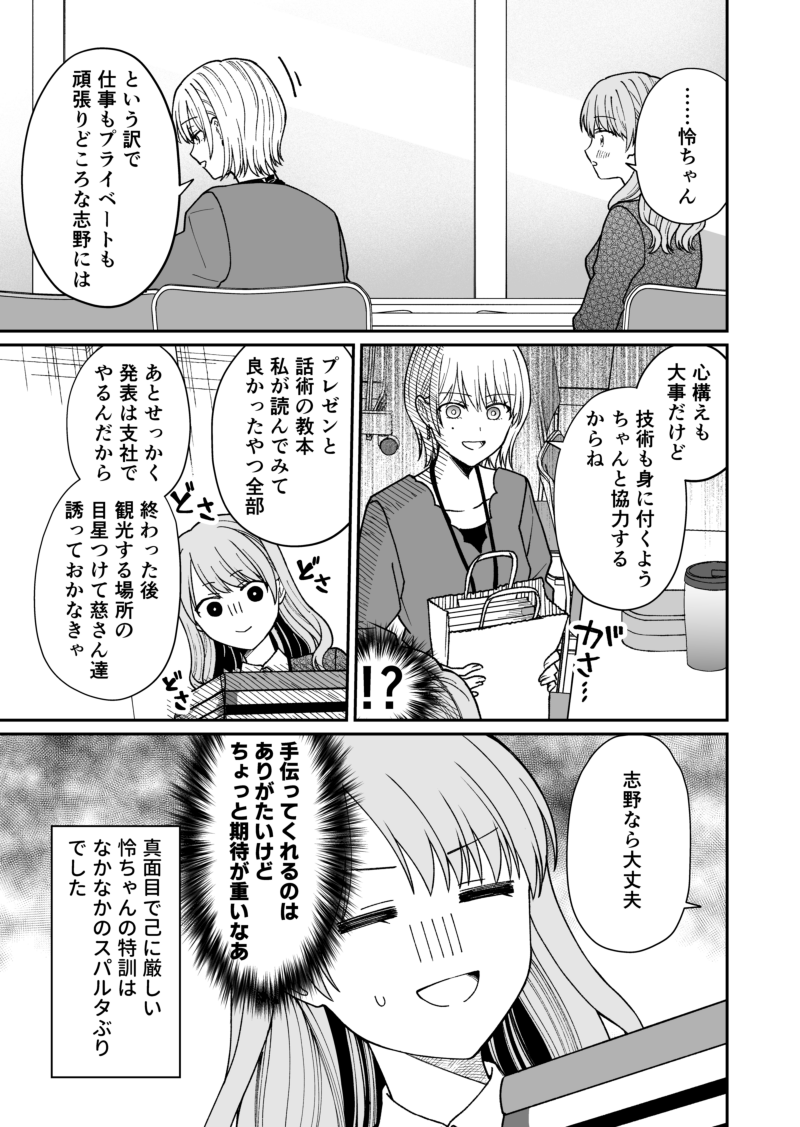 ……怜ちゃん
という訳で
仕事もプライベートも
頑張りどころな志野には
心構えも
大事だけど
技術も身に付くよう
ちゃんと協力する
からね
ガさ…
!?
プレゼンと
話術の教本
私が読んでみて
良かったやつ全部
どさっ
どさっ
どさっ
あとせっかく
発表は支社で
やるんだから
終わった後
観光する場所の
目星つけて慈さん達
誘っておかなきゃ
志野なら大丈夫
手伝ってくれるのは
ありがたいけど
ちょっと期待が重いなあ
真面目で己に厳しい
怜ちゃんの特訓は
なかなかのスパルタぶり
でした